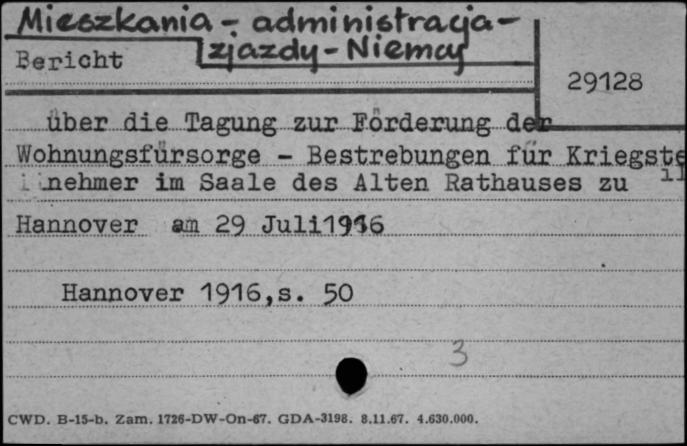 Mieszkania - administracja -
zjazdy - Niemcy
Bericht
29128
über die Tagung zur Förderung der
Wohnungsfürsorge - Bestrebungen für Kriegste
nehmer im Saale des Alten Rathauses zu
Hannover am 29 Juli1916
Hannover 1916,s. 50
3
CWD. B-15-b. Zam. 1726-DW-On-67. GDA-3198. 8.11.67. 4.630.000.